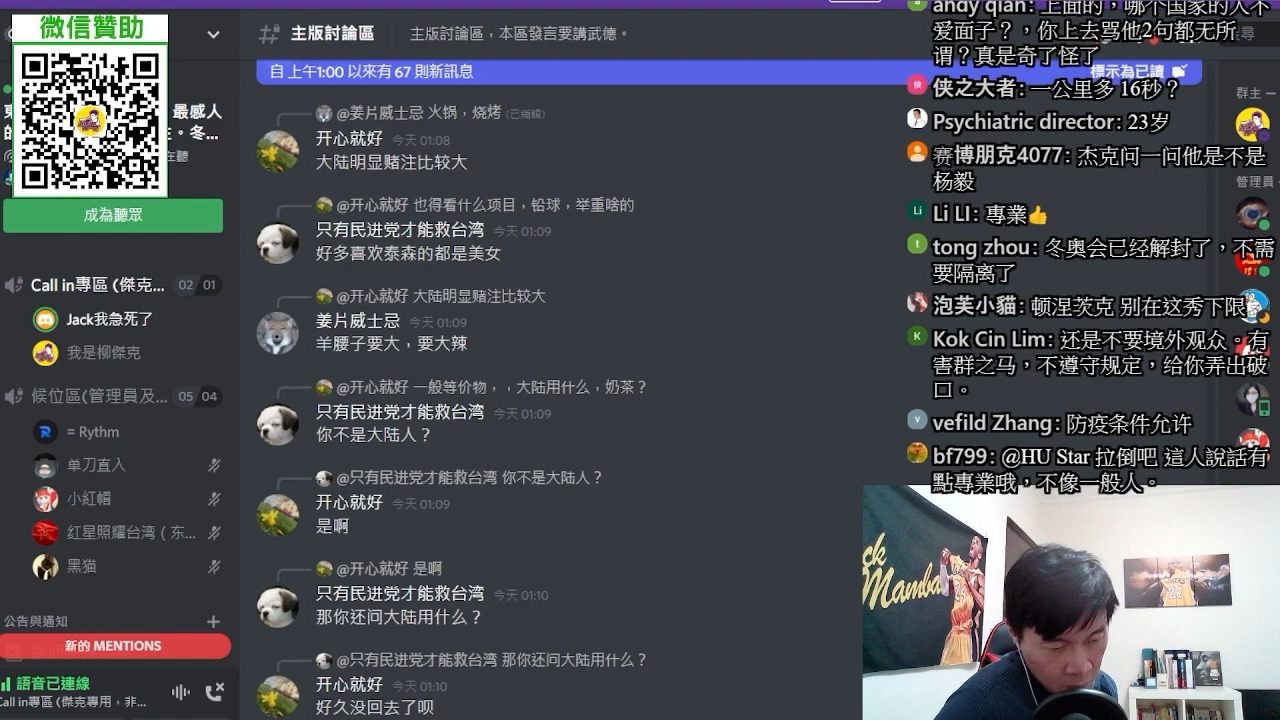 微信贊助
最感人
。冬...
在聽
成為聽眾
Call in專區 (傑克... 02 01
Jack我急死了
我是柳傑克
候位區(管理員及... 05 04
= Rythm
单刀直入
小紅帽
红星照耀台湾（东...
黑猫
公告與通知
新的 MENTIONS
語音已連線
Call in專區 (傑克專用，非...
主版討論區 主版討論區，本區發言要講武德。
自 上午1:00 以來有 67 則新訊息
標示為已讀
@姜片威士忌 火锅，烧烤 (已編輯)
开心就好 今天 01:08
大陆明显赌注比较大
@开心就好 也得看什么项目，铅球，举重啥的
只有民进党才能救台湾 今天 01:09
好多喜欢泰森的都是美女
@开心就好 大陆明显赌注比较大
姜片威士忌 今天 01:09
羊腰子要大，要大辣
@开心就好 一般等价物，，大陆用什么，奶茶？
只有民进党才能救台湾 今天 01:09
你不是大陆人？
@只有民进党才能救台湾 你不是大陆人？
开心就好 今天 01:09
是啊
@开心就好 是啊
只有民进党才能救台湾 今天 01:10
那你还问大陆用什么？
@只有民进党才能救台湾 那你还问大陆用什么？
开心就好 今天 01:10
好久没回去了呗
andy qian: 上面的，哪个国家的人不
爱面子？，你上去骂他2句都无所
谓？真是奇了怪了
侠之大者: 一公里多 16秒？
Psychiatric director: 23岁
赛博朋克4077: 杰克问一问他是不是
杨毅
Li LI: 專業👍
tong zhou: 冬奥会已经解封了，不需
要隔离了
泡芙小貓: 顿涅茨克 别在这秀下限
Kok Cin Lim: 还是不要境外观众。有
害群之马，不遵守规定，给你弄出破
口。
vefild Zhang: 防疫条件允许
bf799: @HU Star 拉倒吧 這人說話有
點專業哦，不像一般人。
群主
管理員
ck
Mamba